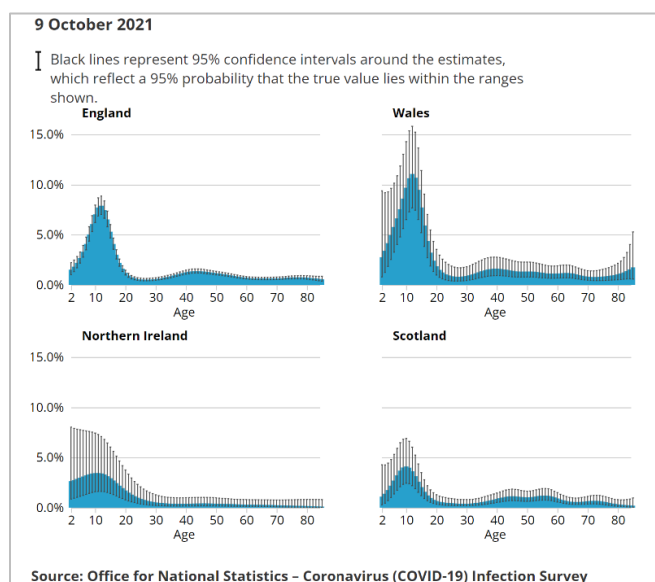 9 October 2021
Black lines represent 95% confidence intervals around the estimates,
which reflect a 95% probability that the true value lies within the ranges
shown.
England
Wales
15.0%
10.0%
5.0%
0.0%
2 10 20 30 40 50 60 70 80
Age
2 10 20 30 40 50 60 70 80
Age
Northern Ireland
Scotland
15.0%
10.0%
5.0%
0.0%
2 10 20 30 40 50 60 70 80
Age
2 10 20 30 40 50 60 70 80
Age
Source: Office for National Statistics – Coronavirus (COVID-19) Infection Survey